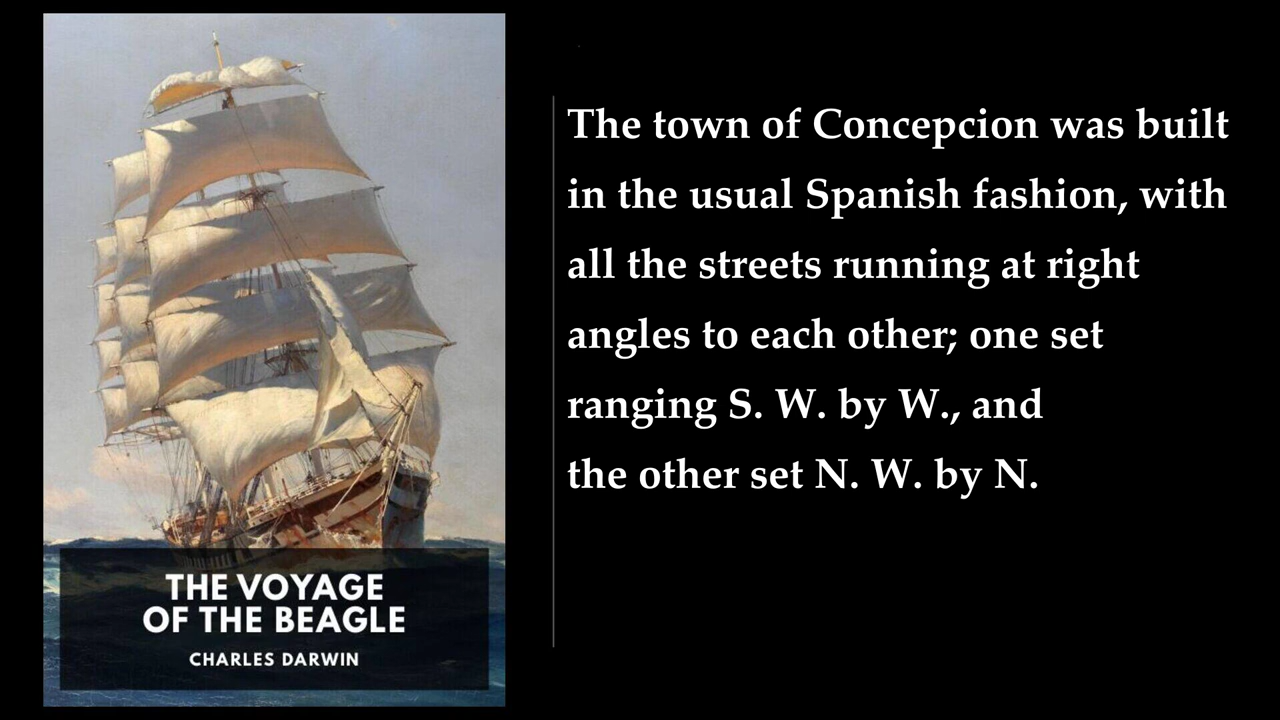 THE VOYAGE
OF THE BEAGLE
CHARLES DARWIN
The town of Concepcion was built
in the usual Spanish fashion, with
all the streets running at right
angles to each other; one set
ranging S. W. by W., and
the other set N. W. by N.